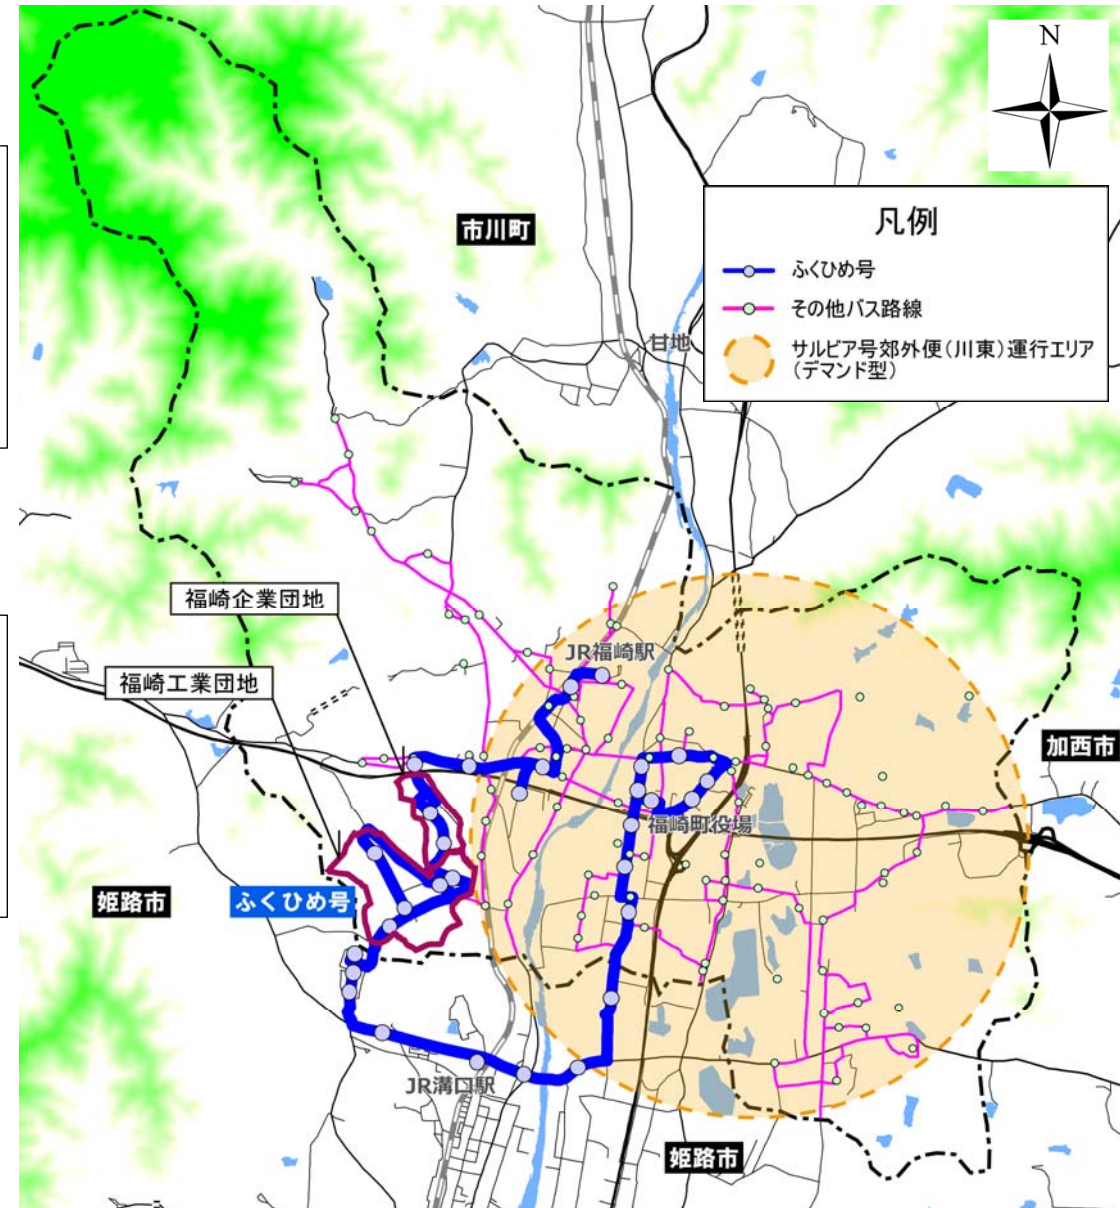 N
凡例
ふくひめ号
その他バス路線
サルビア号郊外便（川東）運行エリア
（デマンド型）
市川町
甘地
福崎企業団地
JR福崎駅
福崎工業団地
加西市
福崎町役場
姫路市
ふくひめ号
JR溝口駅
姫路市